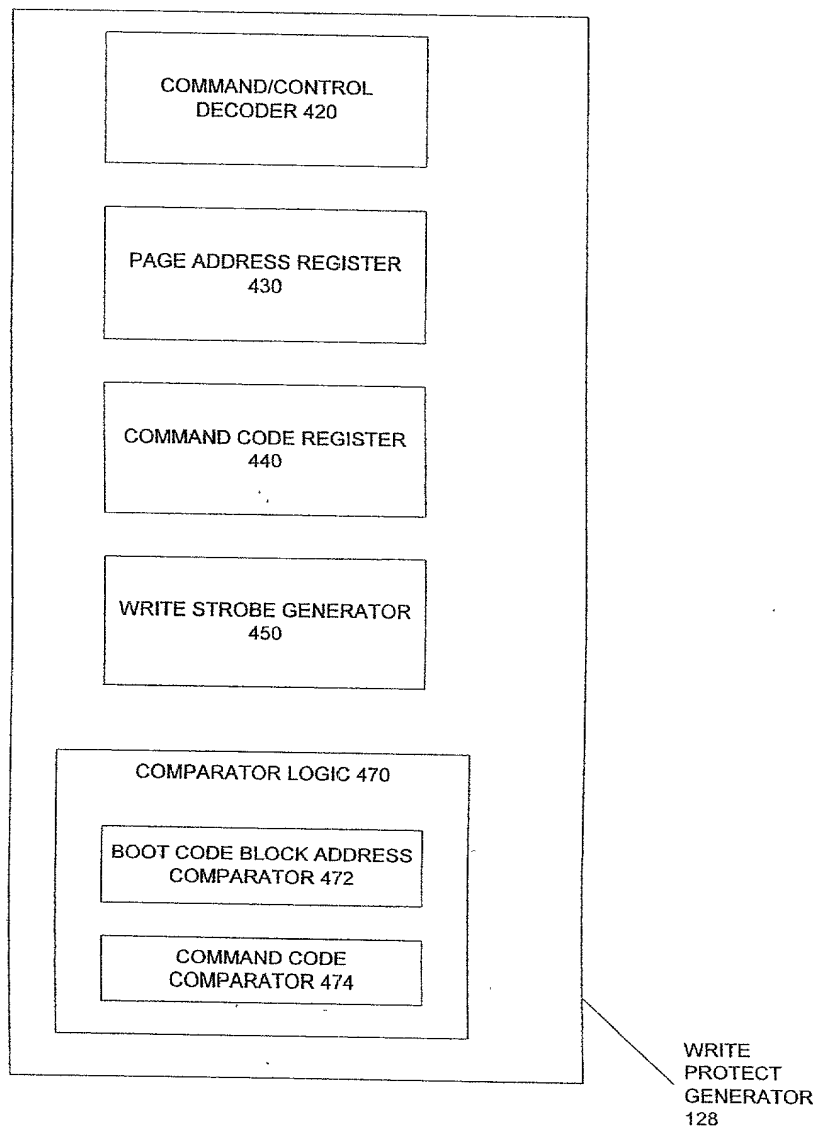 COMMAND/CONTROL
DECODER 420
PAGE ADDRESS REGISTER
430
COMMAND CODE REGISTER
440
WRITE STROBE GENERATOR
450
COMPARATOR LOGIC 470
BOOT CODE BLOCK ADDRESS
COMPARATOR 472
COMMAND CODE
COMPARATOR 474
WRITE
PROTECT
GENERATOR
128